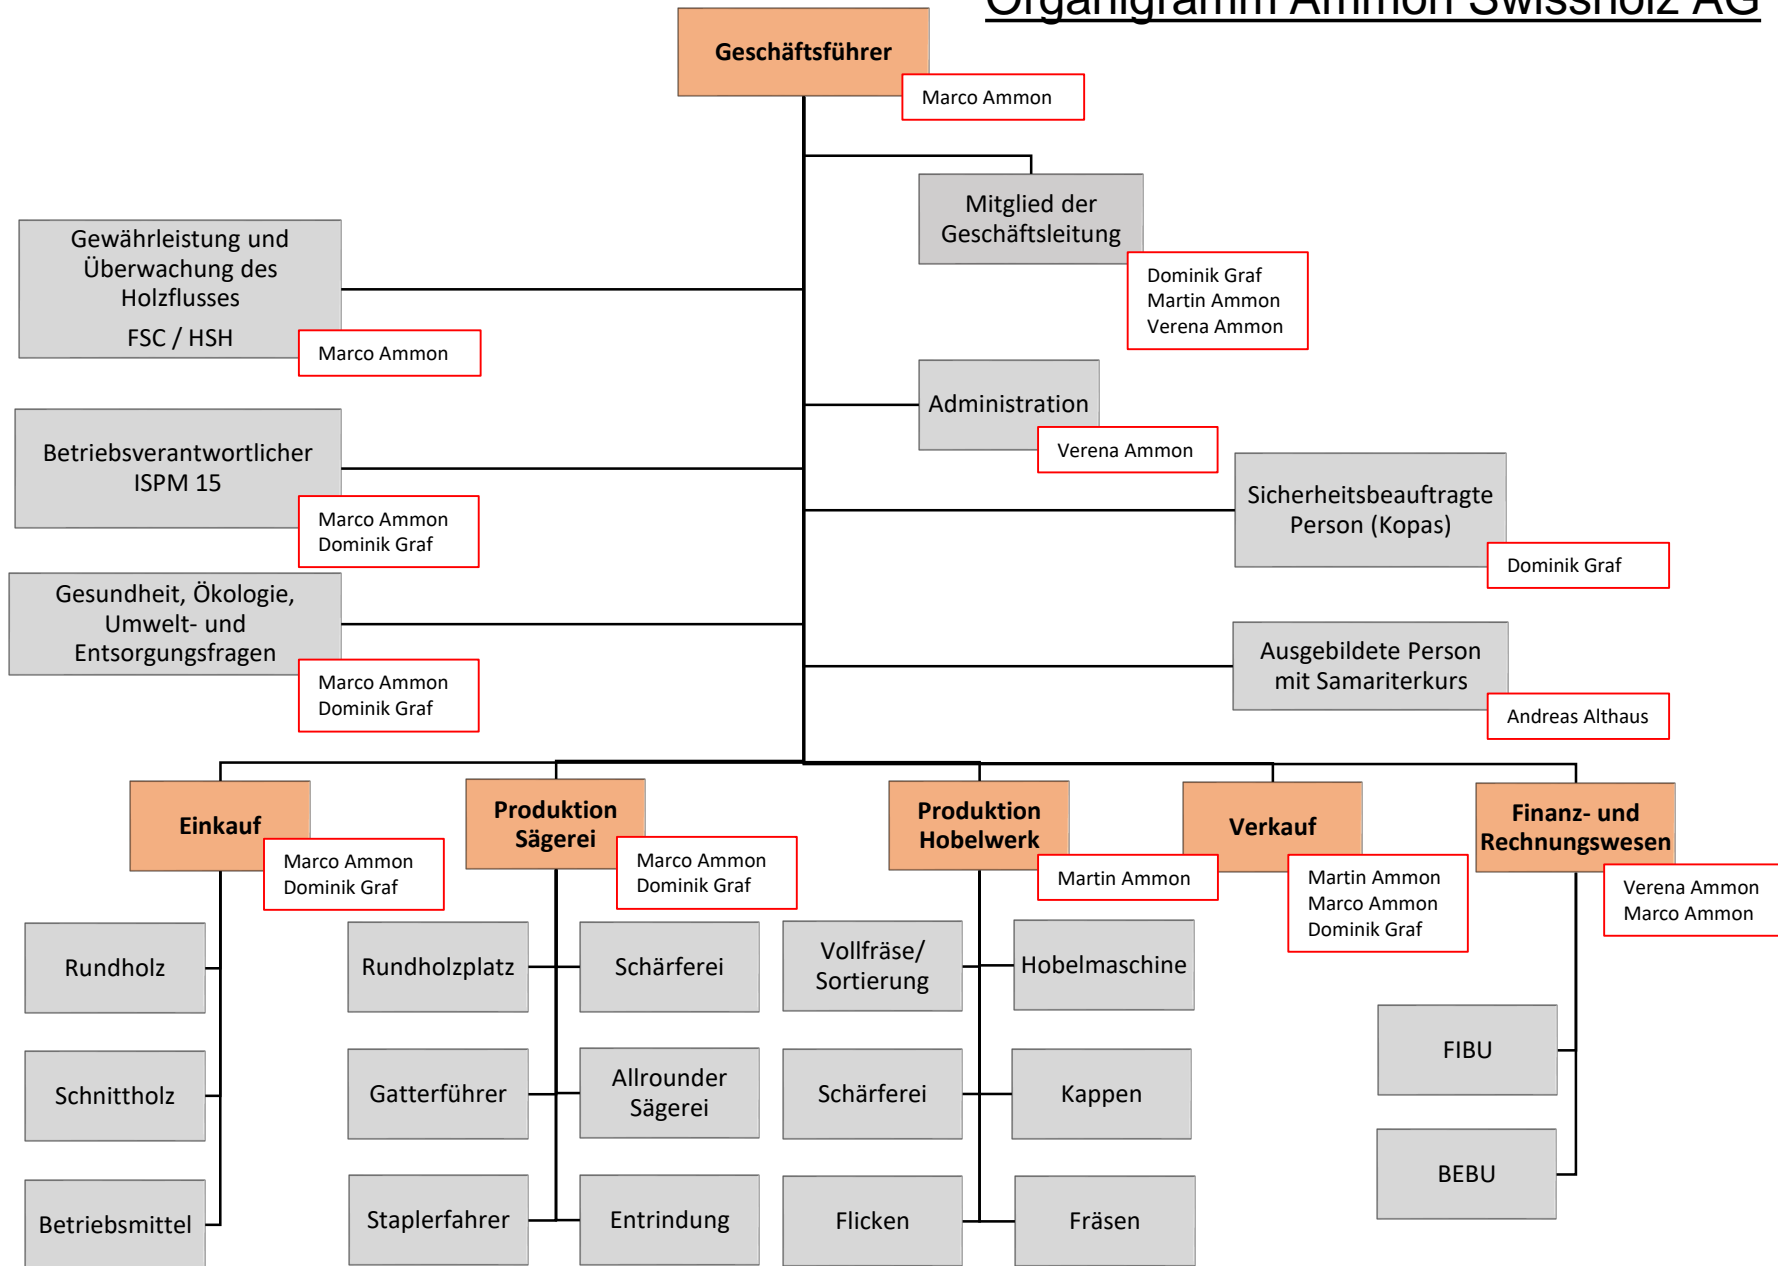 Organigramm Ammon Swissholz AG
Geschäftsführer
Marco Ammon
Mitglied der
Geschäftsleitung
Dominik Graf
Martin Ammon
Verena Ammon
Gewährleistung und
Überwachung des
Holzflusses
FSC / HSH
Marco Ammon
Administration
Verena Ammon
Betriebsverantwortlicher
ISPM 15
Marco Ammon
Dominik Graf
Sicherheitsbeauftragte
Person (Kopas)
Dominik Graf
Gesundheit, Ökologie,
Umwelt- und
Entsorgungsfragen
Marco Ammon
Dominik Graf
Ausgebildete Person
mit Samariterkurs
Andreas Althaus
Einkauf
Marco Ammon
Dominik Graf
Produktion
Sägerei
Marco Ammon
Dominik Graf
Produktion
Hobelwerk
Martin Ammon
Verkauf
Martin Ammon
Marco Ammon
Dominik Graf
Finanz- und
Rechnungswesen
Verena Ammon
Marco Ammon
Rundholz
Schnittholz
Betriebsmittel
Rundholzplatz
Schärferei
Gatterführer
Allrounder
Sägerei
Staplerfahrer
Entrindung
Vollfräse/
Sortierung
Hobelmaschine
Schärferei
Kappen
Flicken
Fräsen
FIBU
BEBU